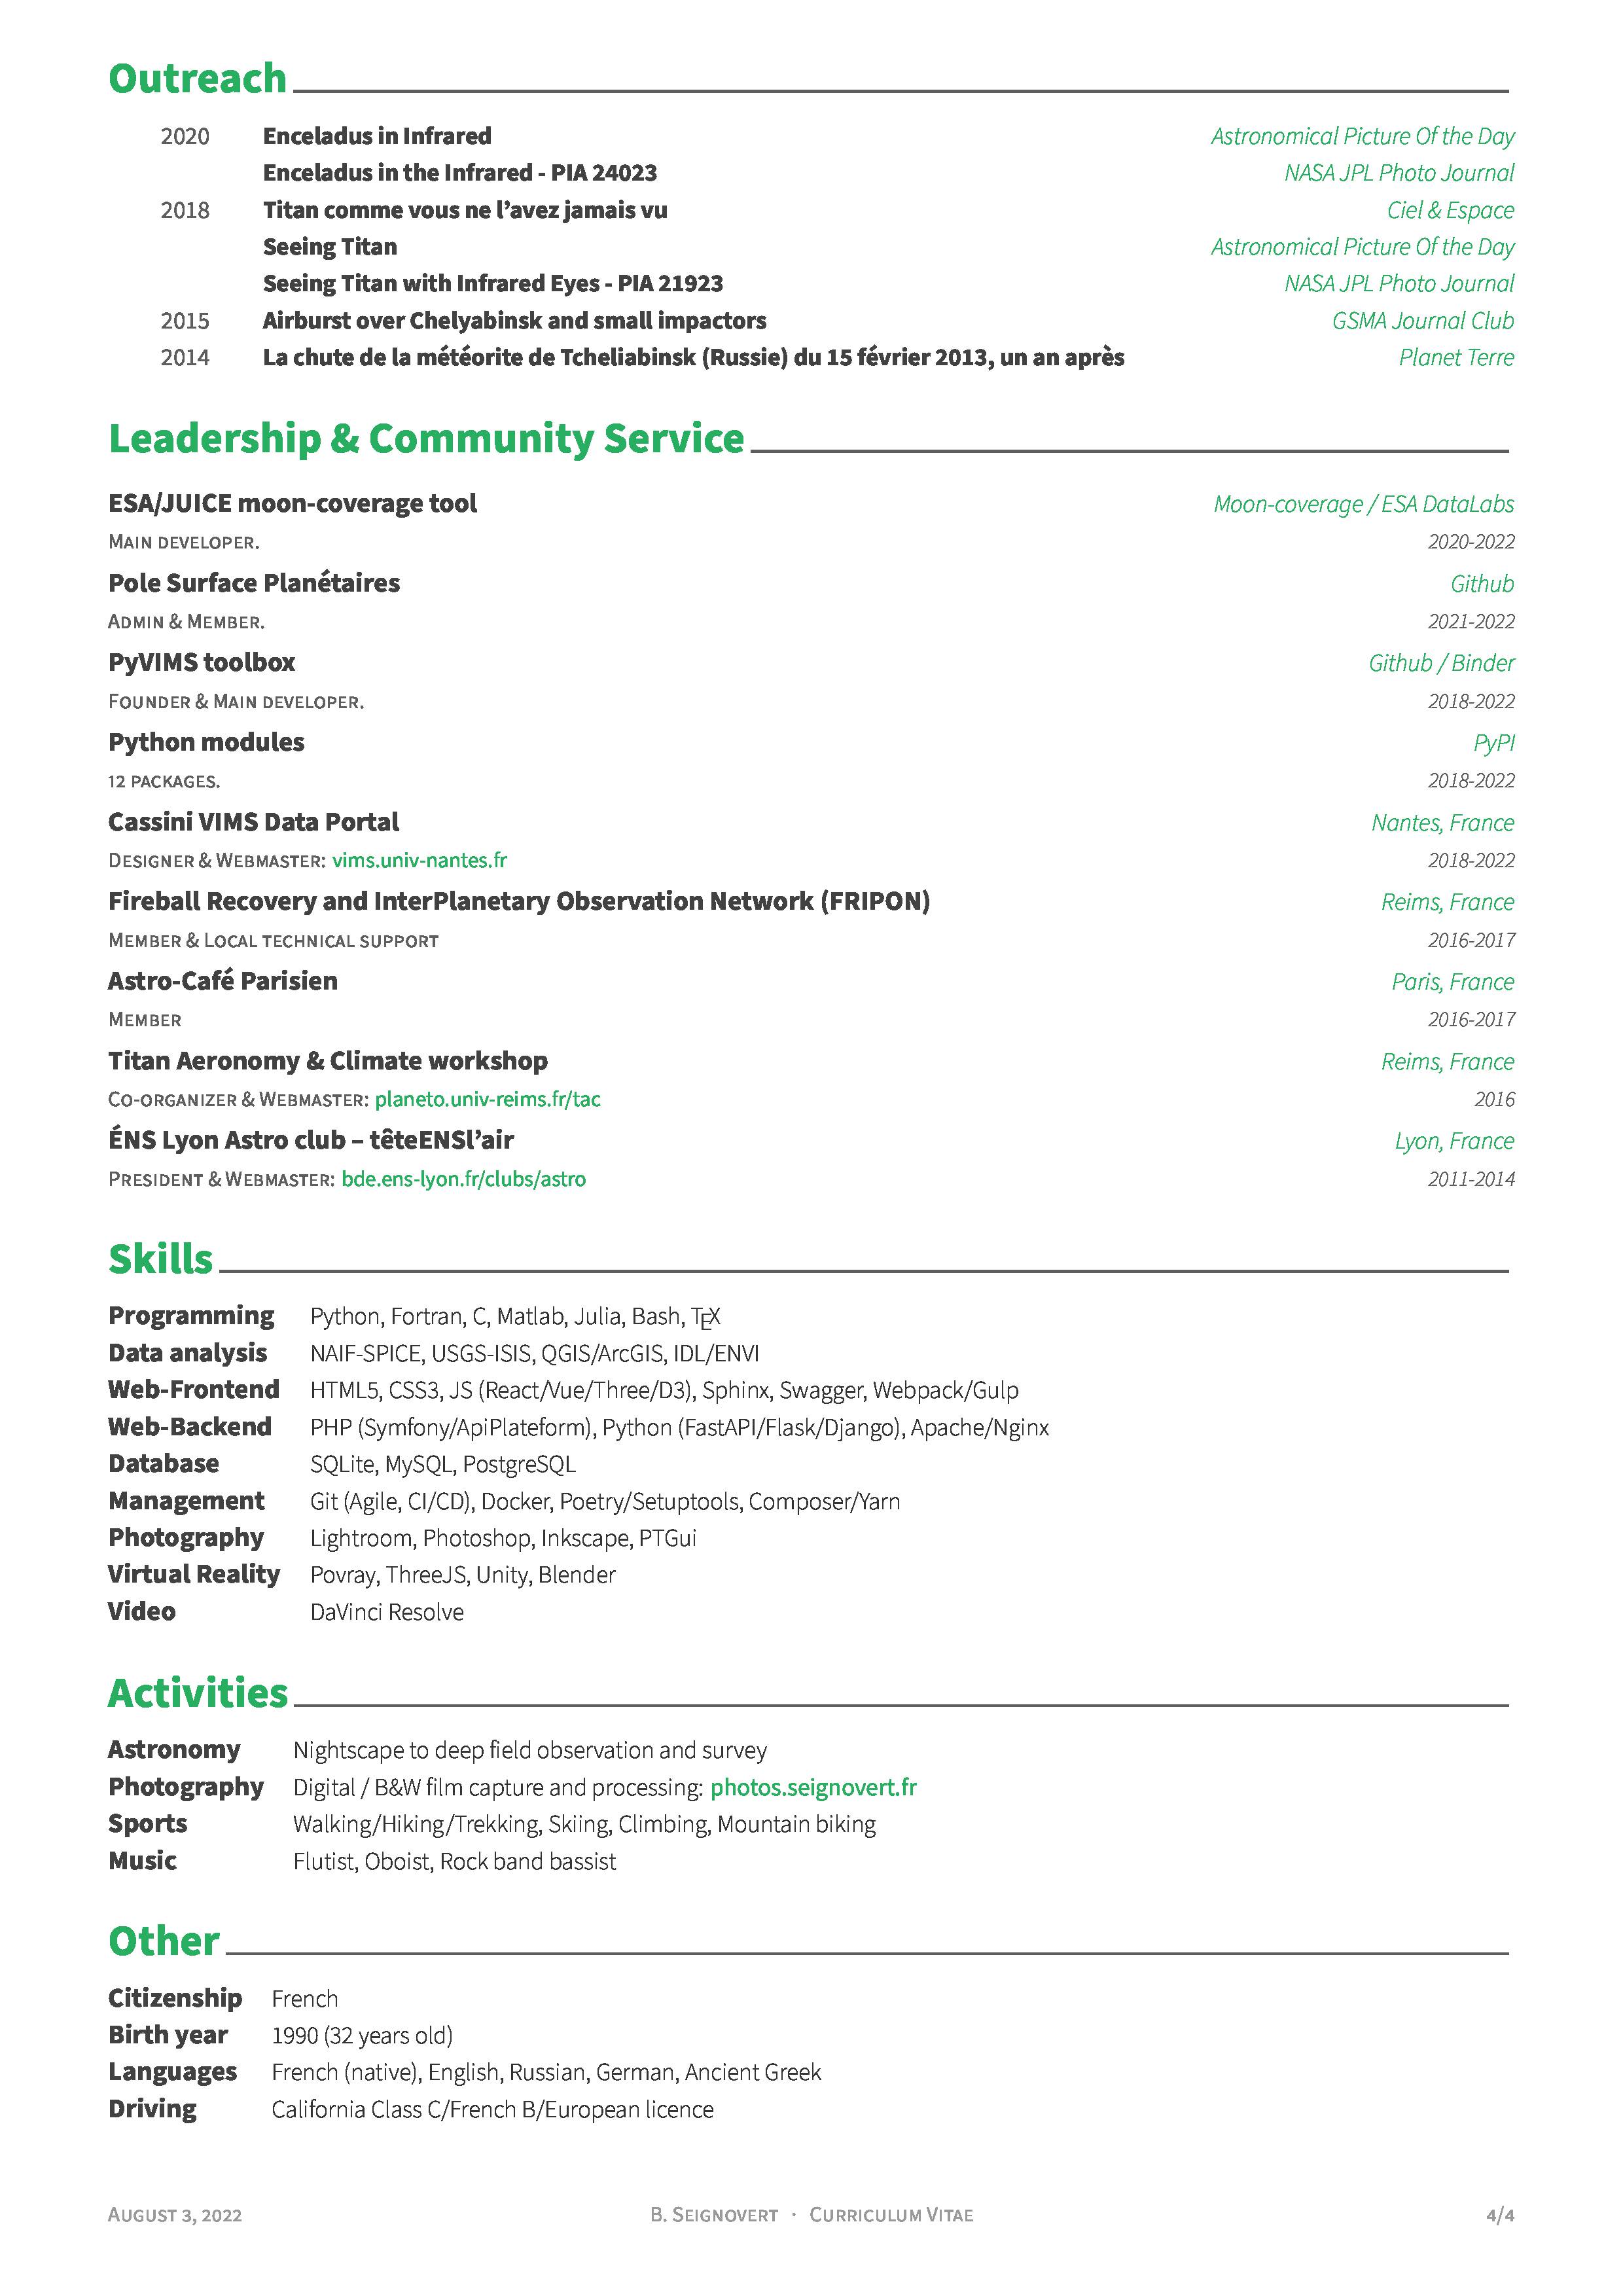 Outreach
2020 Enceladus in Infrared Astronomical Picture Of the Day
Enceladus in the Infrared - PIA 24023 NASA JPL Photo Journal
2018 Titan comme vous ne l’avez jamais vu Ciel & Espace
Seeing Titan Astronomical Picture Of the Day
Seeing Titan with Infrared Eyes - PIA 21923 NASA JPL Photo Journal
2015 Airburst over Chelyabinsk and small impactors GSMA Journal Club
2014 La chute de la météorite de Tcheliabinsk (Russie) du 15 février 2013, un an après Planet Terre
Leadership & Community Service
ESA/JUICE moon-coverage tool Moon-coverage / ESA DataLabs
Main developer. 2020-2022
Pole Surface Planétaires Github
Admin & Member. 2021-2022
PyVIMS toolbox Github / Binder
Founder & Main developer. 2018-2022
Python modules PyPI
12 packages. 2018-2022
Cassini VIMS Data Portal Nantes, France
Designer & Webmaster: vims.univ-nantes.fr 2018-2022
Fireball Recovery and InterPlanetary Observation Network (FRIPON) Reims, France
Member & Local technical support 2016-2017
Astro-Café Parisien Paris, France
Member 2016-2017
Titan Aeronomy & Climate workshop Reims, France
Co-organizer & Webmaster: planeto.univ-reims.fr/tac 2016
ÉNS Lyon Astro club – têteENSl’air Lyon, France
President & Webmaster: bde.ens-lyon.fr/clubs/astro 2011-2014
Skills
Programming Python, Fortran, C, Matlab, Julia, Bash, TEX
Data analysis NAIF-SPICE, USGS-ISIS, QGIS/ArcGIS, IDL/ENVI
Web-Frontend HTML5, CSS3, JS (React/Vue/Three/D3), Sphinx, Swagger, Webpack/Gulp
Web-Backend PHP (Symfony/ApiPlateform), Python (FastAPI/Flask/Django), Apache/Nginx
Database SQLite, MySQL, PostgreSQL
Management Git (Agile, CI/CD), Docker, Poetry/Setuptools, Composer/Yarn
Photography Lightroom, Photoshop, Inkscape, PTGui
Virtual Reality Povray, ThreeJS, Unity, Blender
Video DaVinci Resolve
Activities
Astronomy Nightscape to deep field observation and survey
Photography Digital / B&W film capture and processing: photos.seignovert.fr
Sports Walking/Hiking/Trekking, Skiing, Climbing, Mountain biking
Music Flutist, Oboist, Rock band bassist
Other
Citizenship French
Birth year 1990 (32 years old)
Languages French (native), English, Russian, German, Ancient Greek
Driving California Class C/French B/European licence
August 3, 2022 B. Seignovert · Curriculum Vitae 4/4